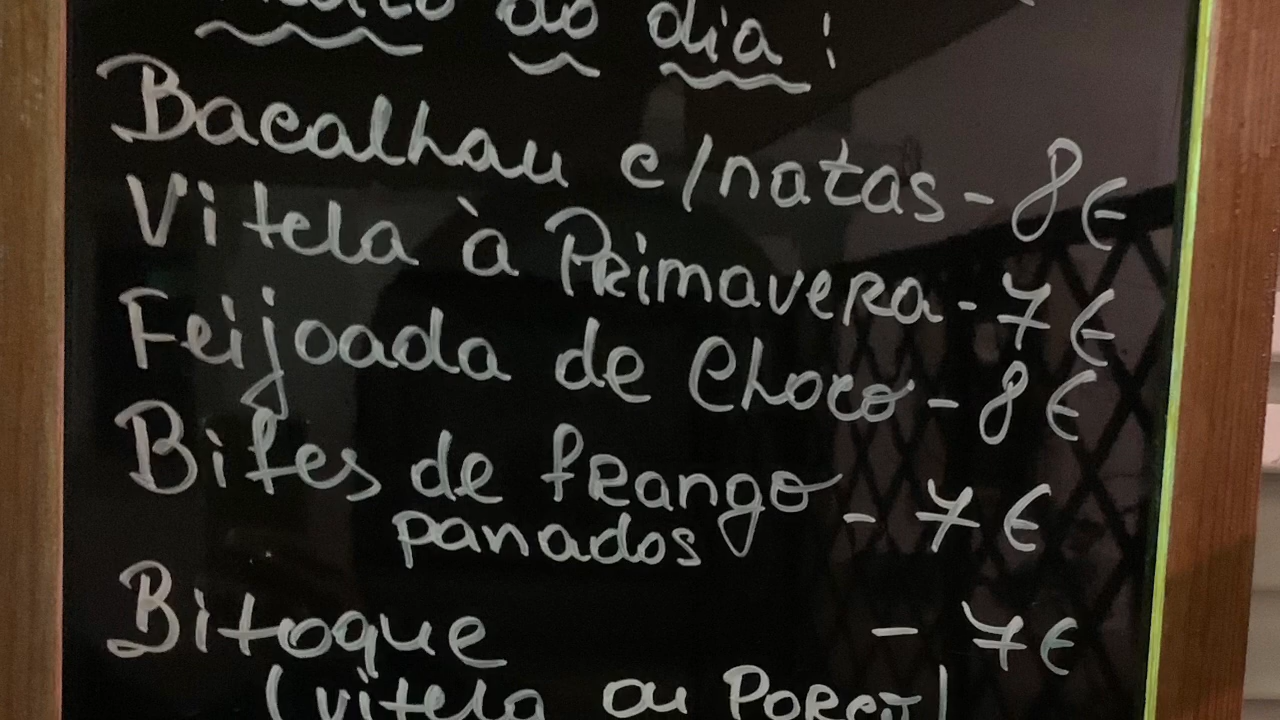 do dia :
Bacalhau c/natas - 8€
Vitela à Primavera - 7€
Feijoada de Choco - 8€
Bifes de frango
panados - 7€
Bitoque - 7€
(vitela ou Porco)